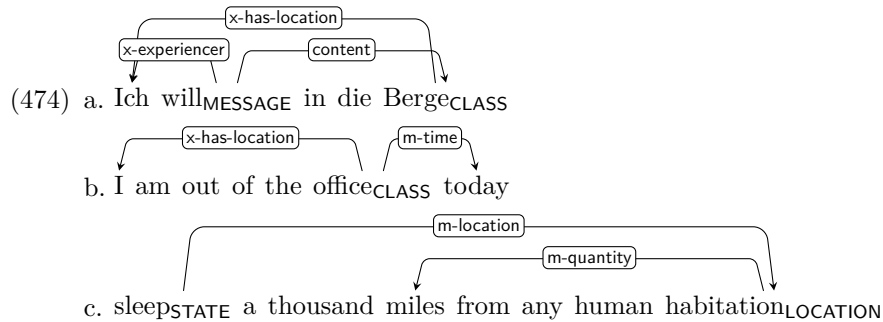 x-has-location
x-experiencer content
(474) a. Ich willMESSAGE in die BergeCLASS
x-has-location m-time
b. I am out of the officeCLASS today
m-location
m-quantity
c. sleepSTATE a thousand miles from any human habitationLOCATION